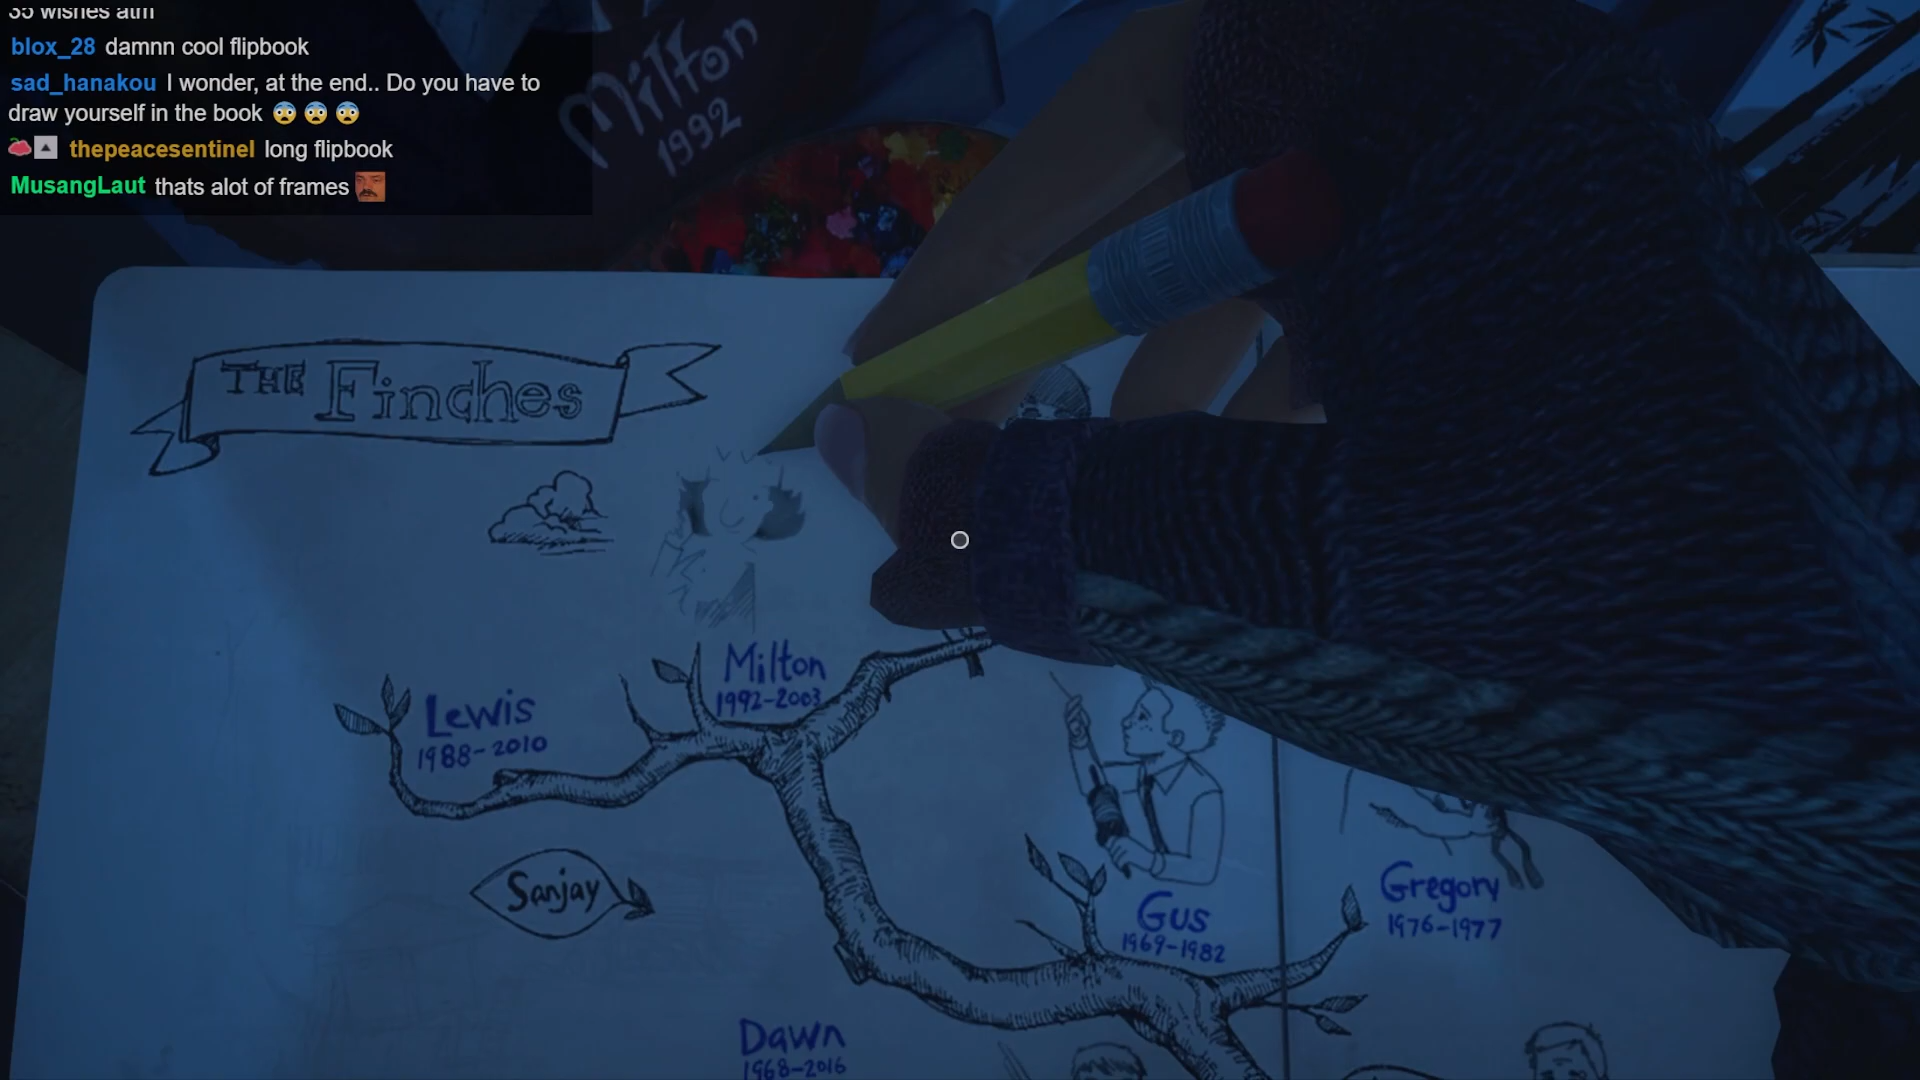 35 wishes atm
blox_28 damnn cool flipbook
sad_hanakou I wonder, at the end.. Do you have to
draw yourself in the book 😨 😨 😨
thepeacesentinel long flipbook
MusangLaut thats alot of frames
Milton
1992
THE Finches
Milton
1992-2003
Lewis
1988-2010
Sanjay
Gus
1969-1982
Gregory
1976-1977
Dawn
1968-2016